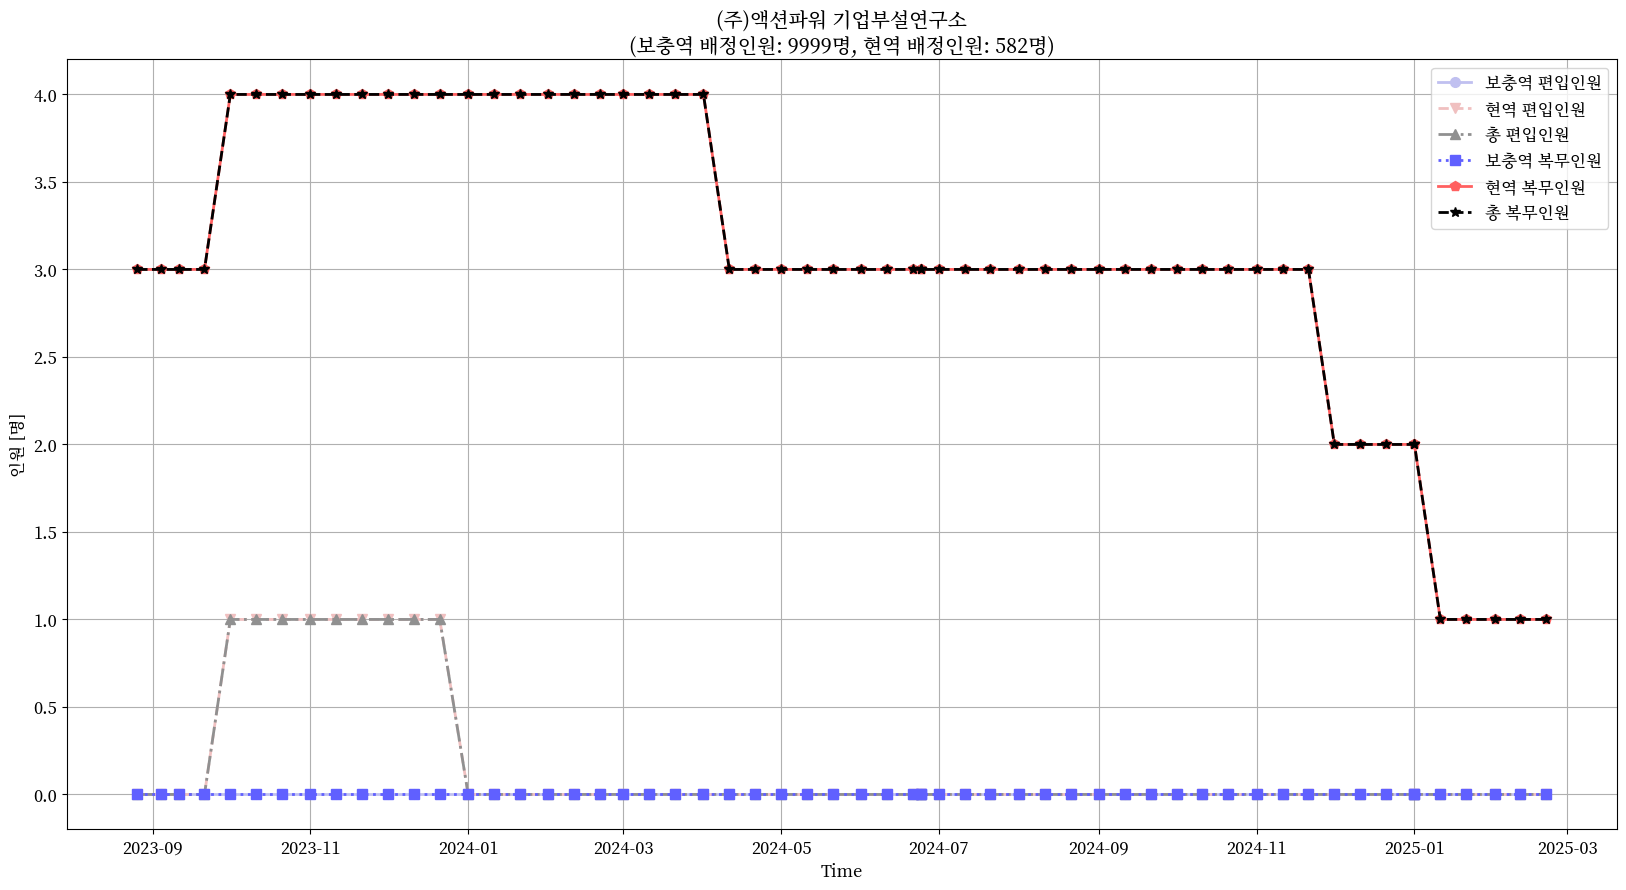 (주)액션파워 기업부설연구소
(보충역 배정인원: 9999명, 현역 배정인원: 582명)
보충역 편입인원
현역 편입인원
총 편입인원
보충역 복무인원
현역 복무인원
총 복무인원
인원 [명]
4.0
3.5
3.0
2.5
2.0
1.5
1.0
0.5
0.0
2023-09
2023-11
2024-01
2024-03
2024-05
2024-07
2024-09
2024-11
2025-01
2025-03
Time